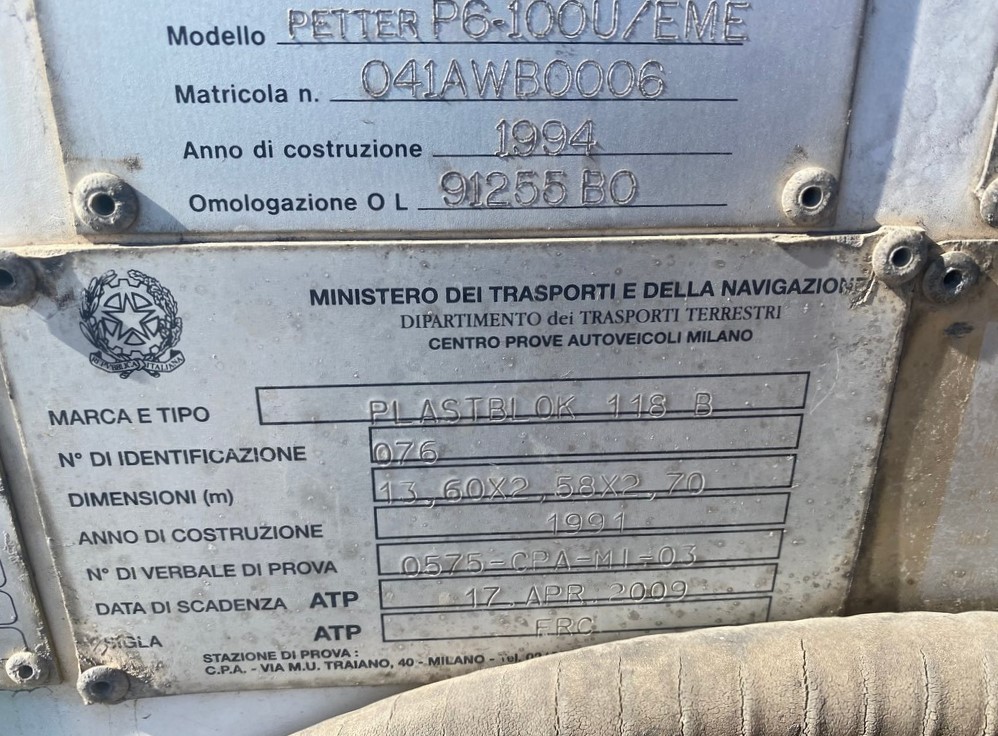 Modello PETTER P6-100U/EME
Matricola n. 041AWB0006
Anno di costruzione 1994
Omologazione O L 91255 BO
REPVBBLICA ITALIANA
MINISTERO DEI TRASPORTI E DELLA NAVIGAZIONE
DIPARTIMENTO dei TRASPORTI TERRESTRI
CENTRO PROVE AUTOVEICOLI MILANO
MARCA E TIPO PLASTBLOK 118 B
N° DI IDENTIFICAZIONE 076
DIMENSIONI (m) 13,60X2,58X2,70
ANNO DI COSTRUZIONE 1991
N° DI VERBALE DI PROVA 0575-CPA-MI-03
DATA DI SCADENZA ATP 17.APR.2009
SIGLA ATP FRC
STAZIONE DI PROVA :
C.P.A. - VIA M.U. TRAIANO, 40 - MILANO - Tel.